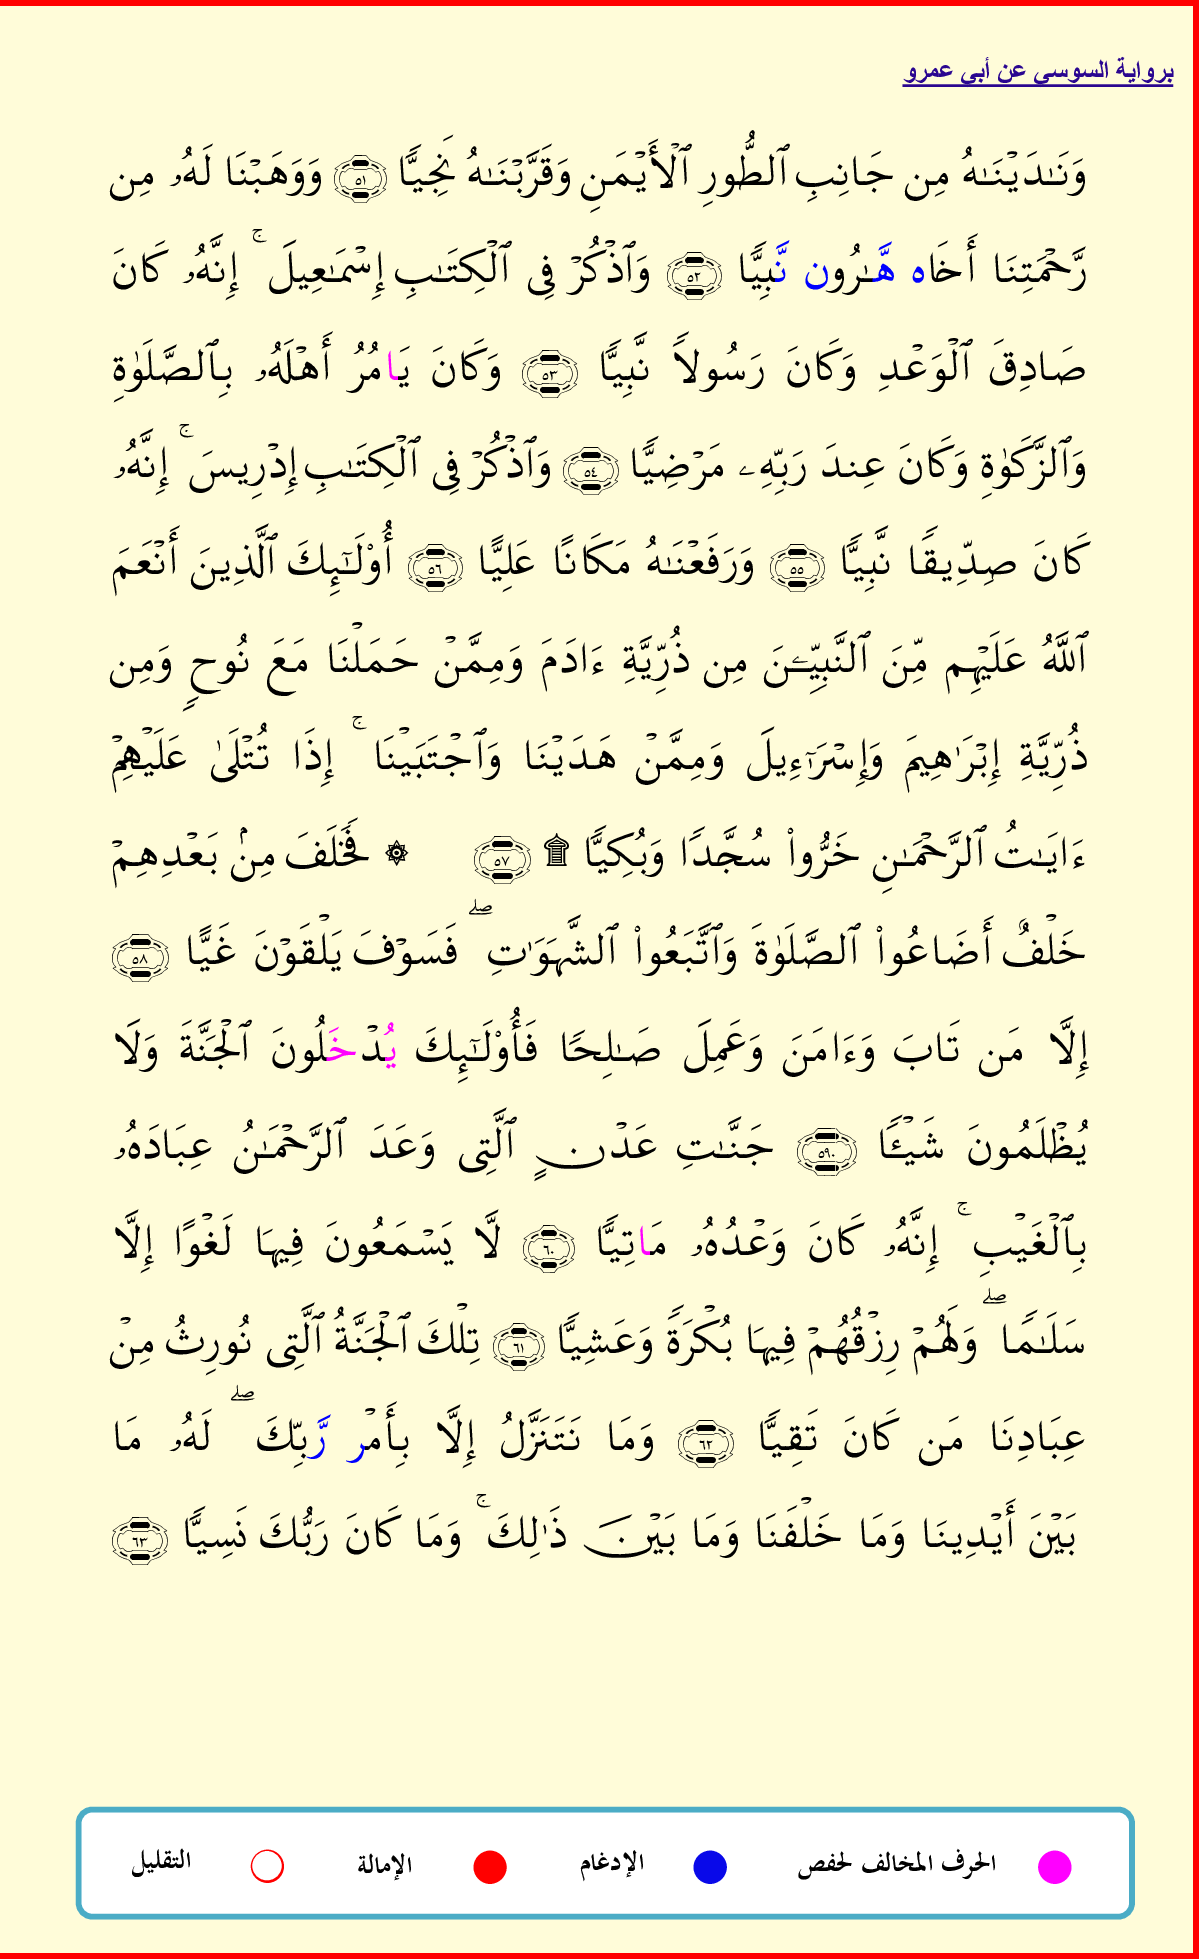 برواية السوسي عن أبي عمرو
وَنَٰدَيْنَٰهُ مِن جَانِبِ ٱلطُّورِ ٱلْأَيْمَنِ وَقَرَّبْنَٰهُ نَجِيًّا ٥١ وَوَهَبْنَا لَهُۥ مِن
رَّحْمَتِنَا أَخَاه هَّٰرُون نَّبِيًّا ٥٢ وَٱذْكُرْ فِى ٱلْكِتَٰبِ إِسْمَٰعِيلَ ۚ إِنَّهُۥ كَانَ
صَادِقَ ٱلْوَعْدِ وَكَانَ رَسُولًا نَّبِيًّا ٥٣ وَكَانَ يَامُرُ أَهْلَهُۥ بِٱلصَّلَوٰةِ
وَٱلزَّكَوٰةِ وَكَانَ عِندَ رَبِّهِۦ مَرْضِيًّا ٥٤ وَٱذْكُرْ فِى ٱلْكِتَٰبِ إِدْرِيسَ ۚ إِنَّهُۥ
كَانَ صِدِّيقًا نَّبِيًّا ٥٥ وَرَفَعْنَٰهُ مَكَانًا عَلِيًّا ٥٦ أُوْلَٰٓئِكَ ٱلَّذِينَ أَنْعَمَ
ٱللَّهُ عَلَيْهِم مِّنَ ٱلنَّبِيِّـۧنَ مِن ذُرِّيَّةِ ءَادَمَ وَمِمَّنْ حَمَلْنَا مَعَ نُوحٍ وَمِن
ذُرِّيَّةِ إِبْرَٰهِيمَ وَإِسْرَٰٓءِيلَ وَمِمَّنْ هَدَيْنَا وَٱجْتَبَيْنَا ۚ إِذَا تُتْلَىٰ عَلَيْهِمْ
ءَايَٰتُ ٱلرَّحْمَٰنِ خَرُّوا۟ سُجَّدًا وَبُكِيًّا ۩ ٥٧ ۞ فَخَلَفَ مِنۢ بَعْدِهِمْ
خَلْفٌ أَضَاعُوا۟ ٱلصَّلَوٰةَ وَٱتَّبَعُوا۟ ٱلشَّهَوَٰتِ ۖ فَسَوْفَ يَلْقَوْنَ غَيًّا ٥٨
إِلَّا مَن تَابَ وَءَامَنَ وَعَمِلَ صَٰلِحًا فَأُوْلَٰٓئِكَ يُدْخَلُونَ ٱلْجَنَّةَ وَلَا
يُظْلَمُونَ شَيْـًٔا ٥٩٠ جَنَّٰتِ عَدْنٍ ٱلَّتِى وَعَدَ ٱلرَّحْمَٰنُ عِبَادَهُۥ
بِٱلْغَيْبِ ۚ إِنَّهُۥ كَانَ وَعْدُهُۥ مَاتِيًّا ٦٠ لَّا يَسْمَعُونَ فِيهَا لَغْوًا إِلَّا
سَلَٰمًا ۖ وَلَهُمْ رِزْقُهُمْ فِيهَا بُكْرَةً وَعَشِيًّا ٦١ تِلْكَ ٱلْجَنَّةُ ٱلَّتِى نُورِثُ مِنْ
عِبَادِنَا مَن كَانَ تَقِيًّا ٦٢ وَمَا نَتَنَزَّلُ إِلَّا بِأَمْر رَّبِّكَ ۖ لَهُۥ مَا
بَيْنَ أَيْدِينَا وَمَا خَلْفَنَا وَمَا بَيْنَ ذَٰلِكَ ۚ وَمَا كَانَ رَبُّكَ نَسِيًّا ٦٣
الحرف المخالف لحفص الإدغام الإمالة التقليل